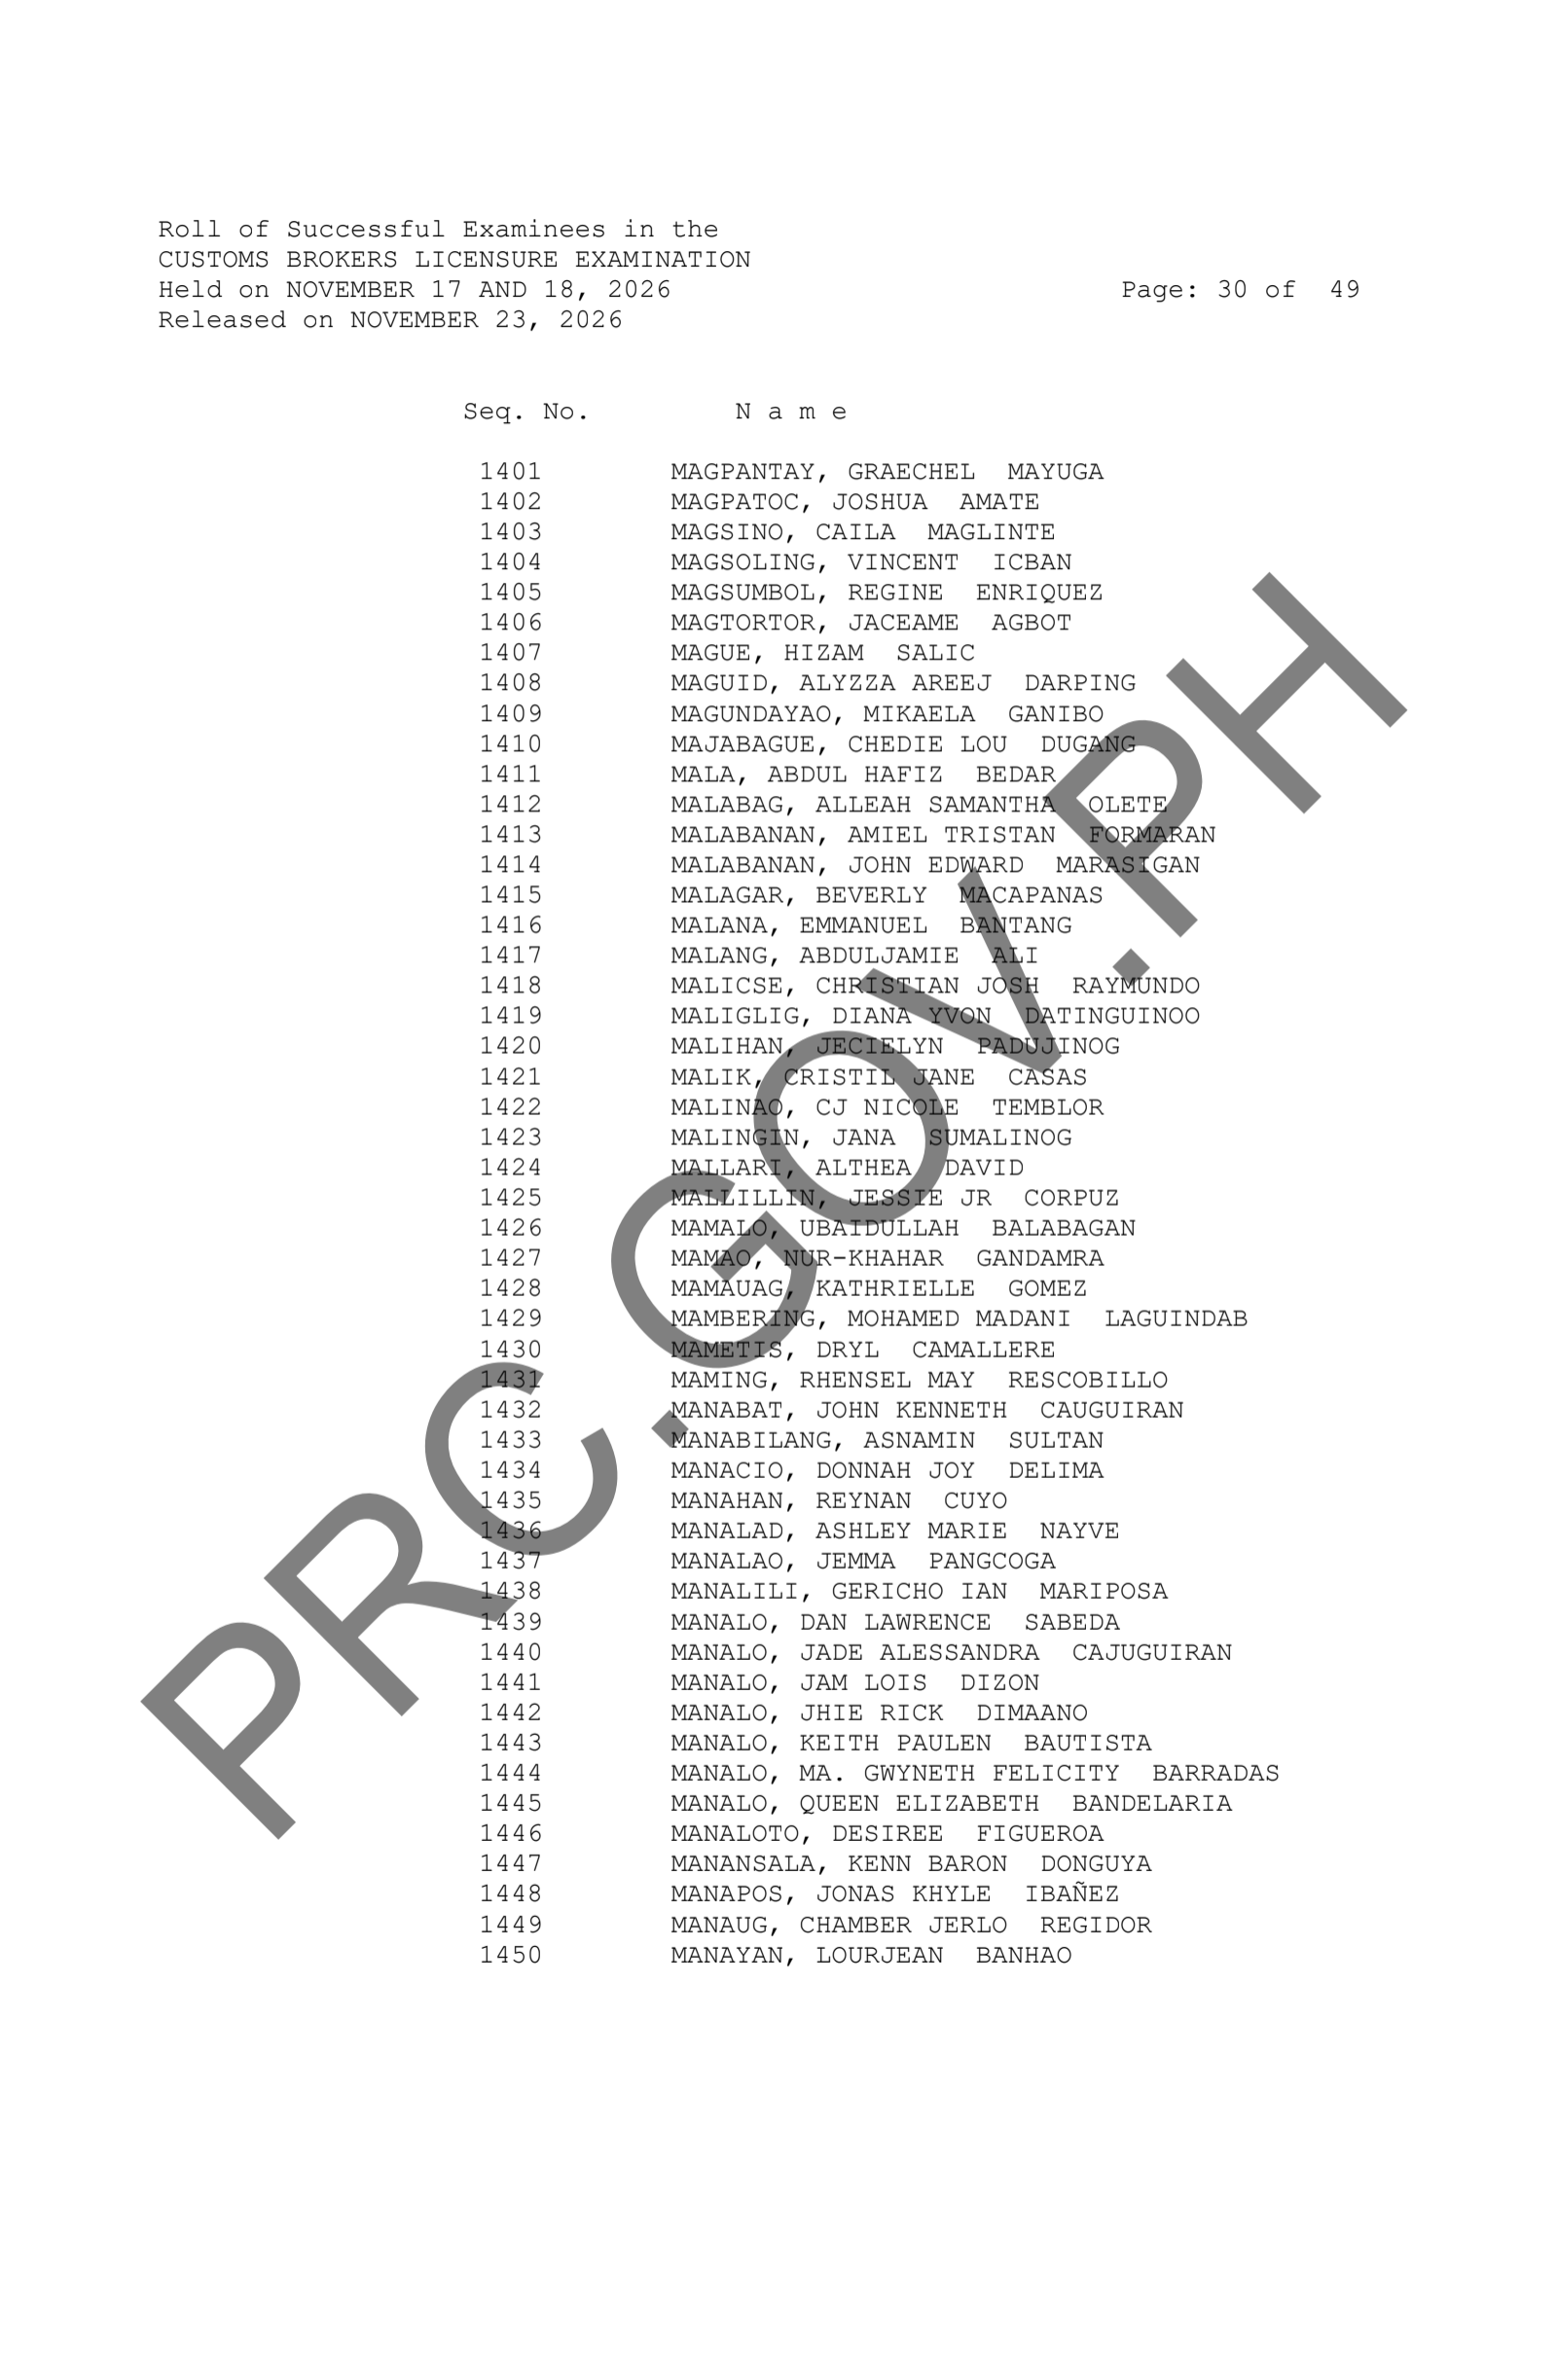 Roll of Successful Examinees in the
CUSTOMS BROKERS LICENSURE EXAMINATION
Held on NOVEMBER 17 AND 18, 2026 Page: 30 of 49
Released on NOVEMBER 23, 2026
Seq. No. N a m e
1401 MAGPANTAY, GRAECHEL MAYUGA
1402 MAGPATOC, JOSHUA AMATE
1403 MAGSINO, CAILA MAGLINTE
1404 MAGSOLING, VINCENT ICBAN
1405 MAGSUMBOL, REGINE ENRIQUEZ
1406 MAGTORTOR, JACEAME AGBOT
1407 MAGUE, HIZAM SALIC
1408 MAGUID, ALYZZA AREEJ DARPING
1409 MAGUNDAYAO, MIKAELA GANIBO
1410 MAJABAGUE, CHEDIE LOU DUGANG
1411 MALA, ABDUL HAFIZ BEDAR
1412 MALABAG, ALLEAH SAMANTHA OLETE
1413 MALABANAN, AMIEL TRISTAN FORMARAN
1414 MALABANAN, JOHN EDWARD MARASIGAN
1415 MALAGAR, BEVERLY MACAPANAS
1416 MALANA, EMMANUEL BANTANG
1417 MALANG, ABDULJAMIE ALI
1418 MALICSE, CHRISTIAN JOSH RAYMUNDO
1419 MALIGLIG, DIANA YVON DATINGUINOO
1420 MALIHAN, JECIELYN PADUJINOG
1421 MALIK, CRISTIL JANE CASAS
1422 MALINAO, CJ NICOLE TEMBLOR
1423 MALINGIN, JANA SUMALINOG
1424 MALLARI, ALTHEA DAVID
1425 MALLILLIN, JESSIE JR CORPUZ
1426 MAMALO, UBAIDULLAH BALABAGAN
1427 MAMAO, NUR-KHAHAR GANDAMRA
1428 MAMAUAG, KATHRIELLE GOMEZ
1429 MAMBERING, MOHAMED MADANI LAGUINDAB
1430 MAMETIS, DRYL CAMALLERE
1431 MAMING, RHENSEL MAY RESCOBILLO
1432 MANABAT, JOHN KENNETH CAUGUIRAN
1433 MANABILANG, ASNAMIN SULTAN
1434 MANACIO, DONNAH JOY DELIMA
1435 MANAHAN, REYNAN CUYO
1436 MANALAD, ASHLEY MARIE NAYVE
1437 MANALAO, JEMMA PANGCOGA
1438 MANALILI, GERICHO IAN MARIPOSA
1439 MANALO, DAN LAWRENCE SABEDA
1440 MANALO, JADE ALESSANDRA CAJUGUIRAN
1441 MANALO, JAM LOIS DIZON
1442 MANALO, JHIE RICK DIMAANO
1443 MANALO, KEITH PAULEN BAUTISTA
1444 MANALO, MA. GWYNETH FELICITY BARRADAS
1445 MANALO, QUEEN ELIZABETH BANDELARIA
1446 MANALOTO, DESIREE FIGUEROA
1447 MANANSALA, KENN BARON DONGUYA
1448 MANAPOS, JONAS KHYLE IBAÑEZ
1449 MANAUG, CHAMBER JERLO REGIDOR
1450 MANAYAN, LOURJEAN BANHAO
PRC.GOV.PH